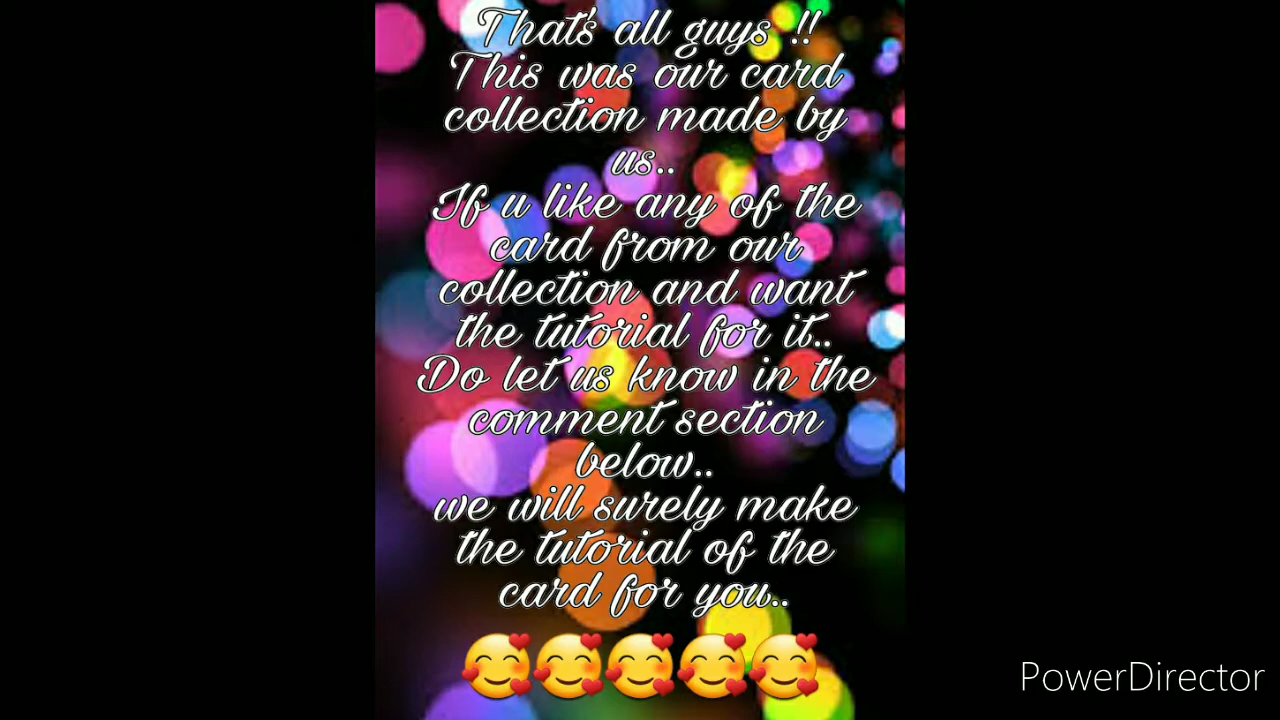 That's all guys !!
This was our card
collection made by
us..
If u like any of the
card from our
collection and want
the tutorial for it..
Do let us know in the
comment section
below..
we will surely make
the tutorial of the
card for you..
🥰🥰🥰🥰🥰
PowerDirector